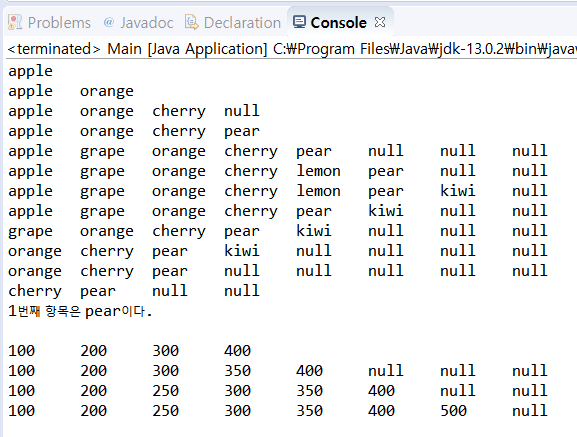 Problems @ Javadoc Declaration Console
<terminated> Main [Java Application] C:₩Program Files₩Java₩jdk-13.0.2₩bin₩java
apple
apple orange
apple orange cherry null
apple orange cherry pear
apple grape orange cherry pear null null null
apple grape orange cherry lemon pear null null
apple grape orange cherry lemon pear kiwi null
apple grape orange cherry pear kiwi null null
grape orange cherry pear kiwi null null null
orange cherry pear kiwi null null null null
orange cherry pear null null null null null
cherry pear null null
1번째 항목은 pear이다.
100 200 300 400
100 200 300 350 400 null null null
100 200 250 300 350 400 null null
100 200 250 300 350 400 500 null